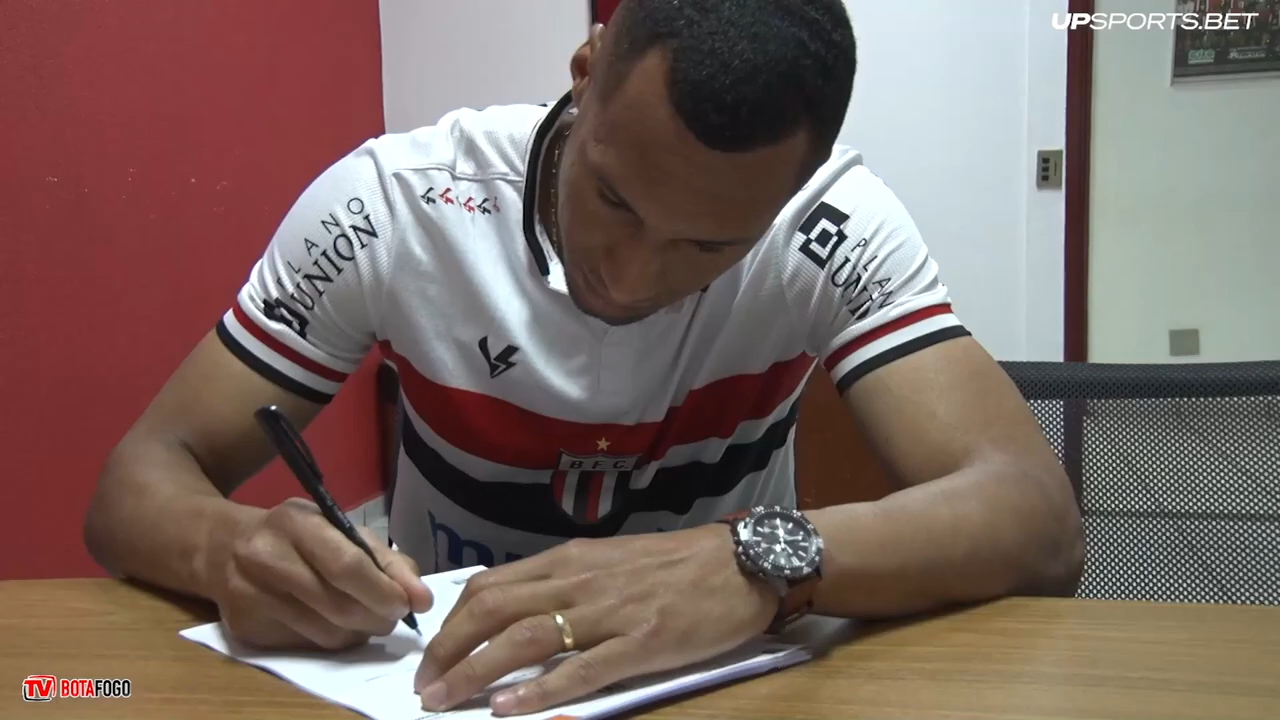 UPSPORTS.BET
PLANO
UNION
PLAN
UNI
B.F.C.
TV BOTAFOGO